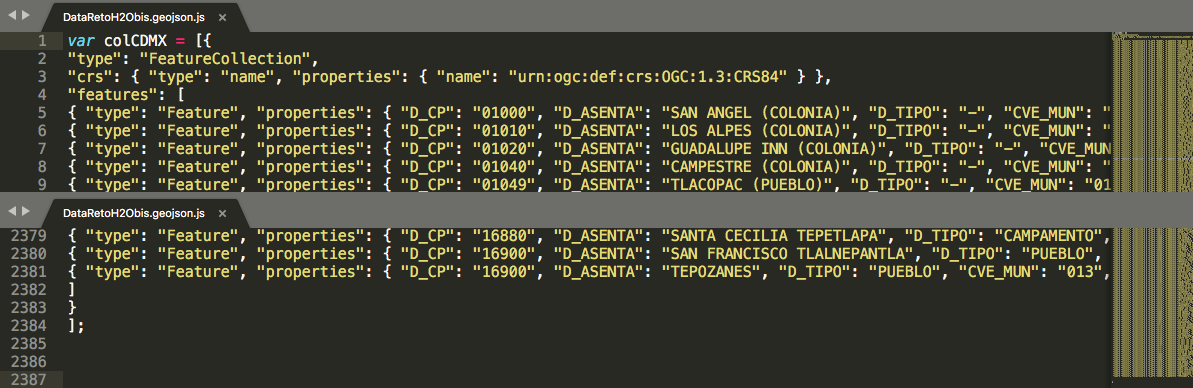 DataRetoH2Obis.geojson.js ×
1 var colCDMX = [{
2 "type": "FeatureCollection",
3 "crs": { "type": "name", "properties": { "name": "urn:ogc:def:crs:OGC:1.3:CRS84" } },
4 "features": [
5 { "type": "Feature", "properties": { "D_CP": "01000", "D_ASENTA": "SAN ANGEL (COLONIA)", "D_TIPO": "-", "CVE_MUN": "
6 { "type": "Feature", "properties": { "D_CP": "01010", "D_ASENTA": "LOS ALPES (COLONIA)", "D_TIPO": "-", "CVE_MUN": "
7 { "type": "Feature", "properties": { "D_CP": "01020", "D_ASENTA": "GUADALUPE INN (COLONIA)", "D_TIPO": "-", "CVE_MUN
8 { "type": "Feature", "properties": { "D_CP": "01040", "D_ASENTA": "CAMPESTRE (COLONIA)", "D_TIPO": "-", "CVE_MUN": "
9 { "type": "Feature", "properties": { "D_CP": "01049", "D_ASENTA": "TLACOPAC (PUEBLO)", "D_TIPO": "-", "CVE_MUN": "01
DataRetoH2Obis.geojson.js ×
2379 { "type": "Feature", "properties": { "D_CP": "16880", "D_ASENTA": "SANTA CECILIA TEPETLAPA", "D_TIPO": "CAMPAMENTO",
2380 { "type": "Feature", "properties": { "D_CP": "16900", "D_ASENTA": "SAN FRANCISCO TLALNEPANTLA", "D_TIPO": "PUEBLO",
2381 { "type": "Feature", "properties": { "D_CP": "16900", "D_ASENTA": "TEPOZANES", "D_TIPO": "PUEBLO", "CVE_MUN": "013",
2382 ]
2383 }
2384 ];
2385
2386
2387